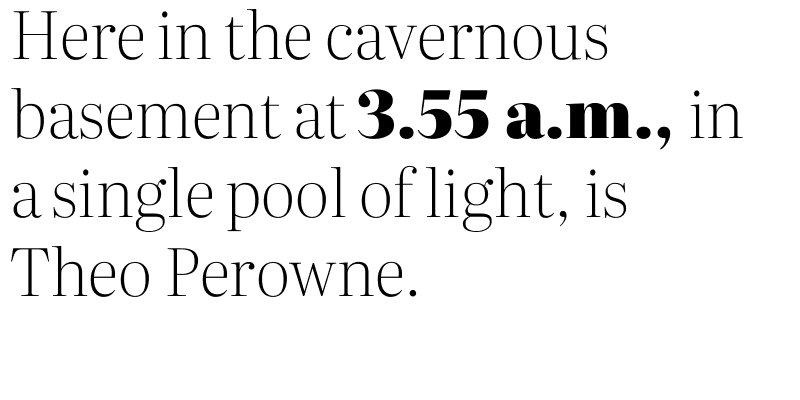 Here in the cavernous
basement at 3.55 a.m., in
a single pool of light, is
Theo Perowne.